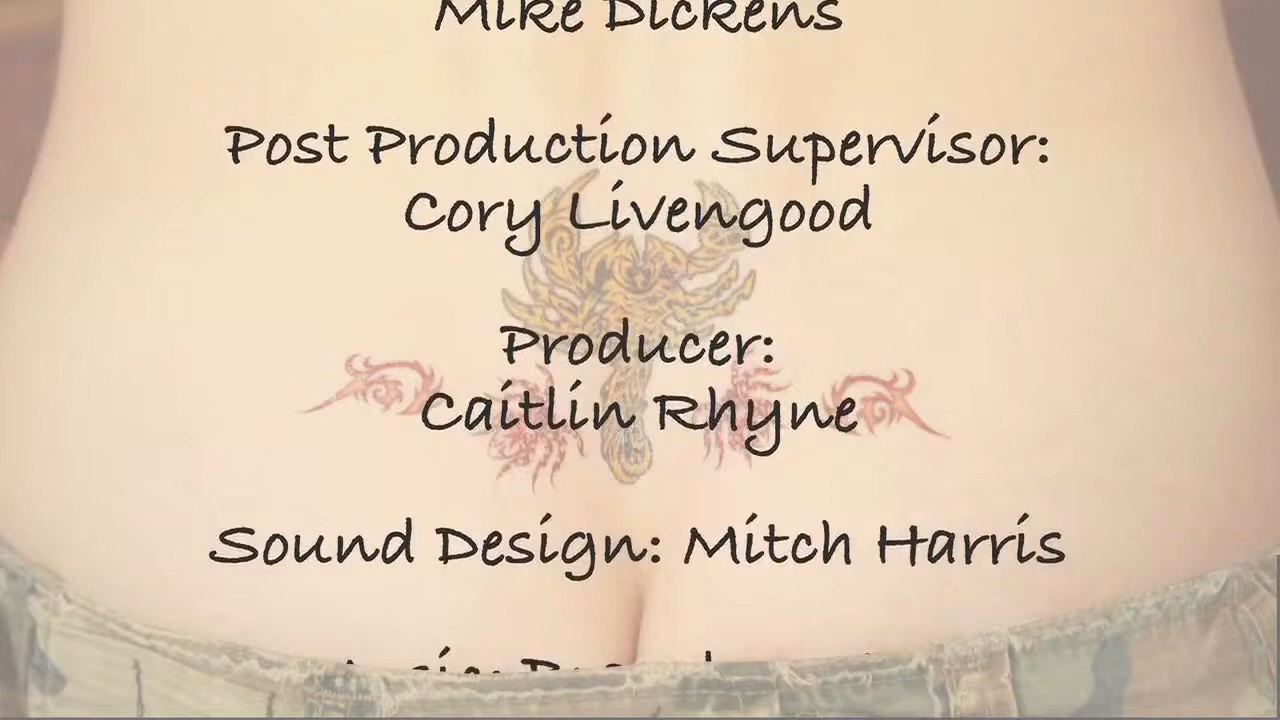 Mike Dickens
Post Production Supervisor:
Cory Livengood
Producer:
Caitlin Rhyne
Sound Design: Mitch Harris